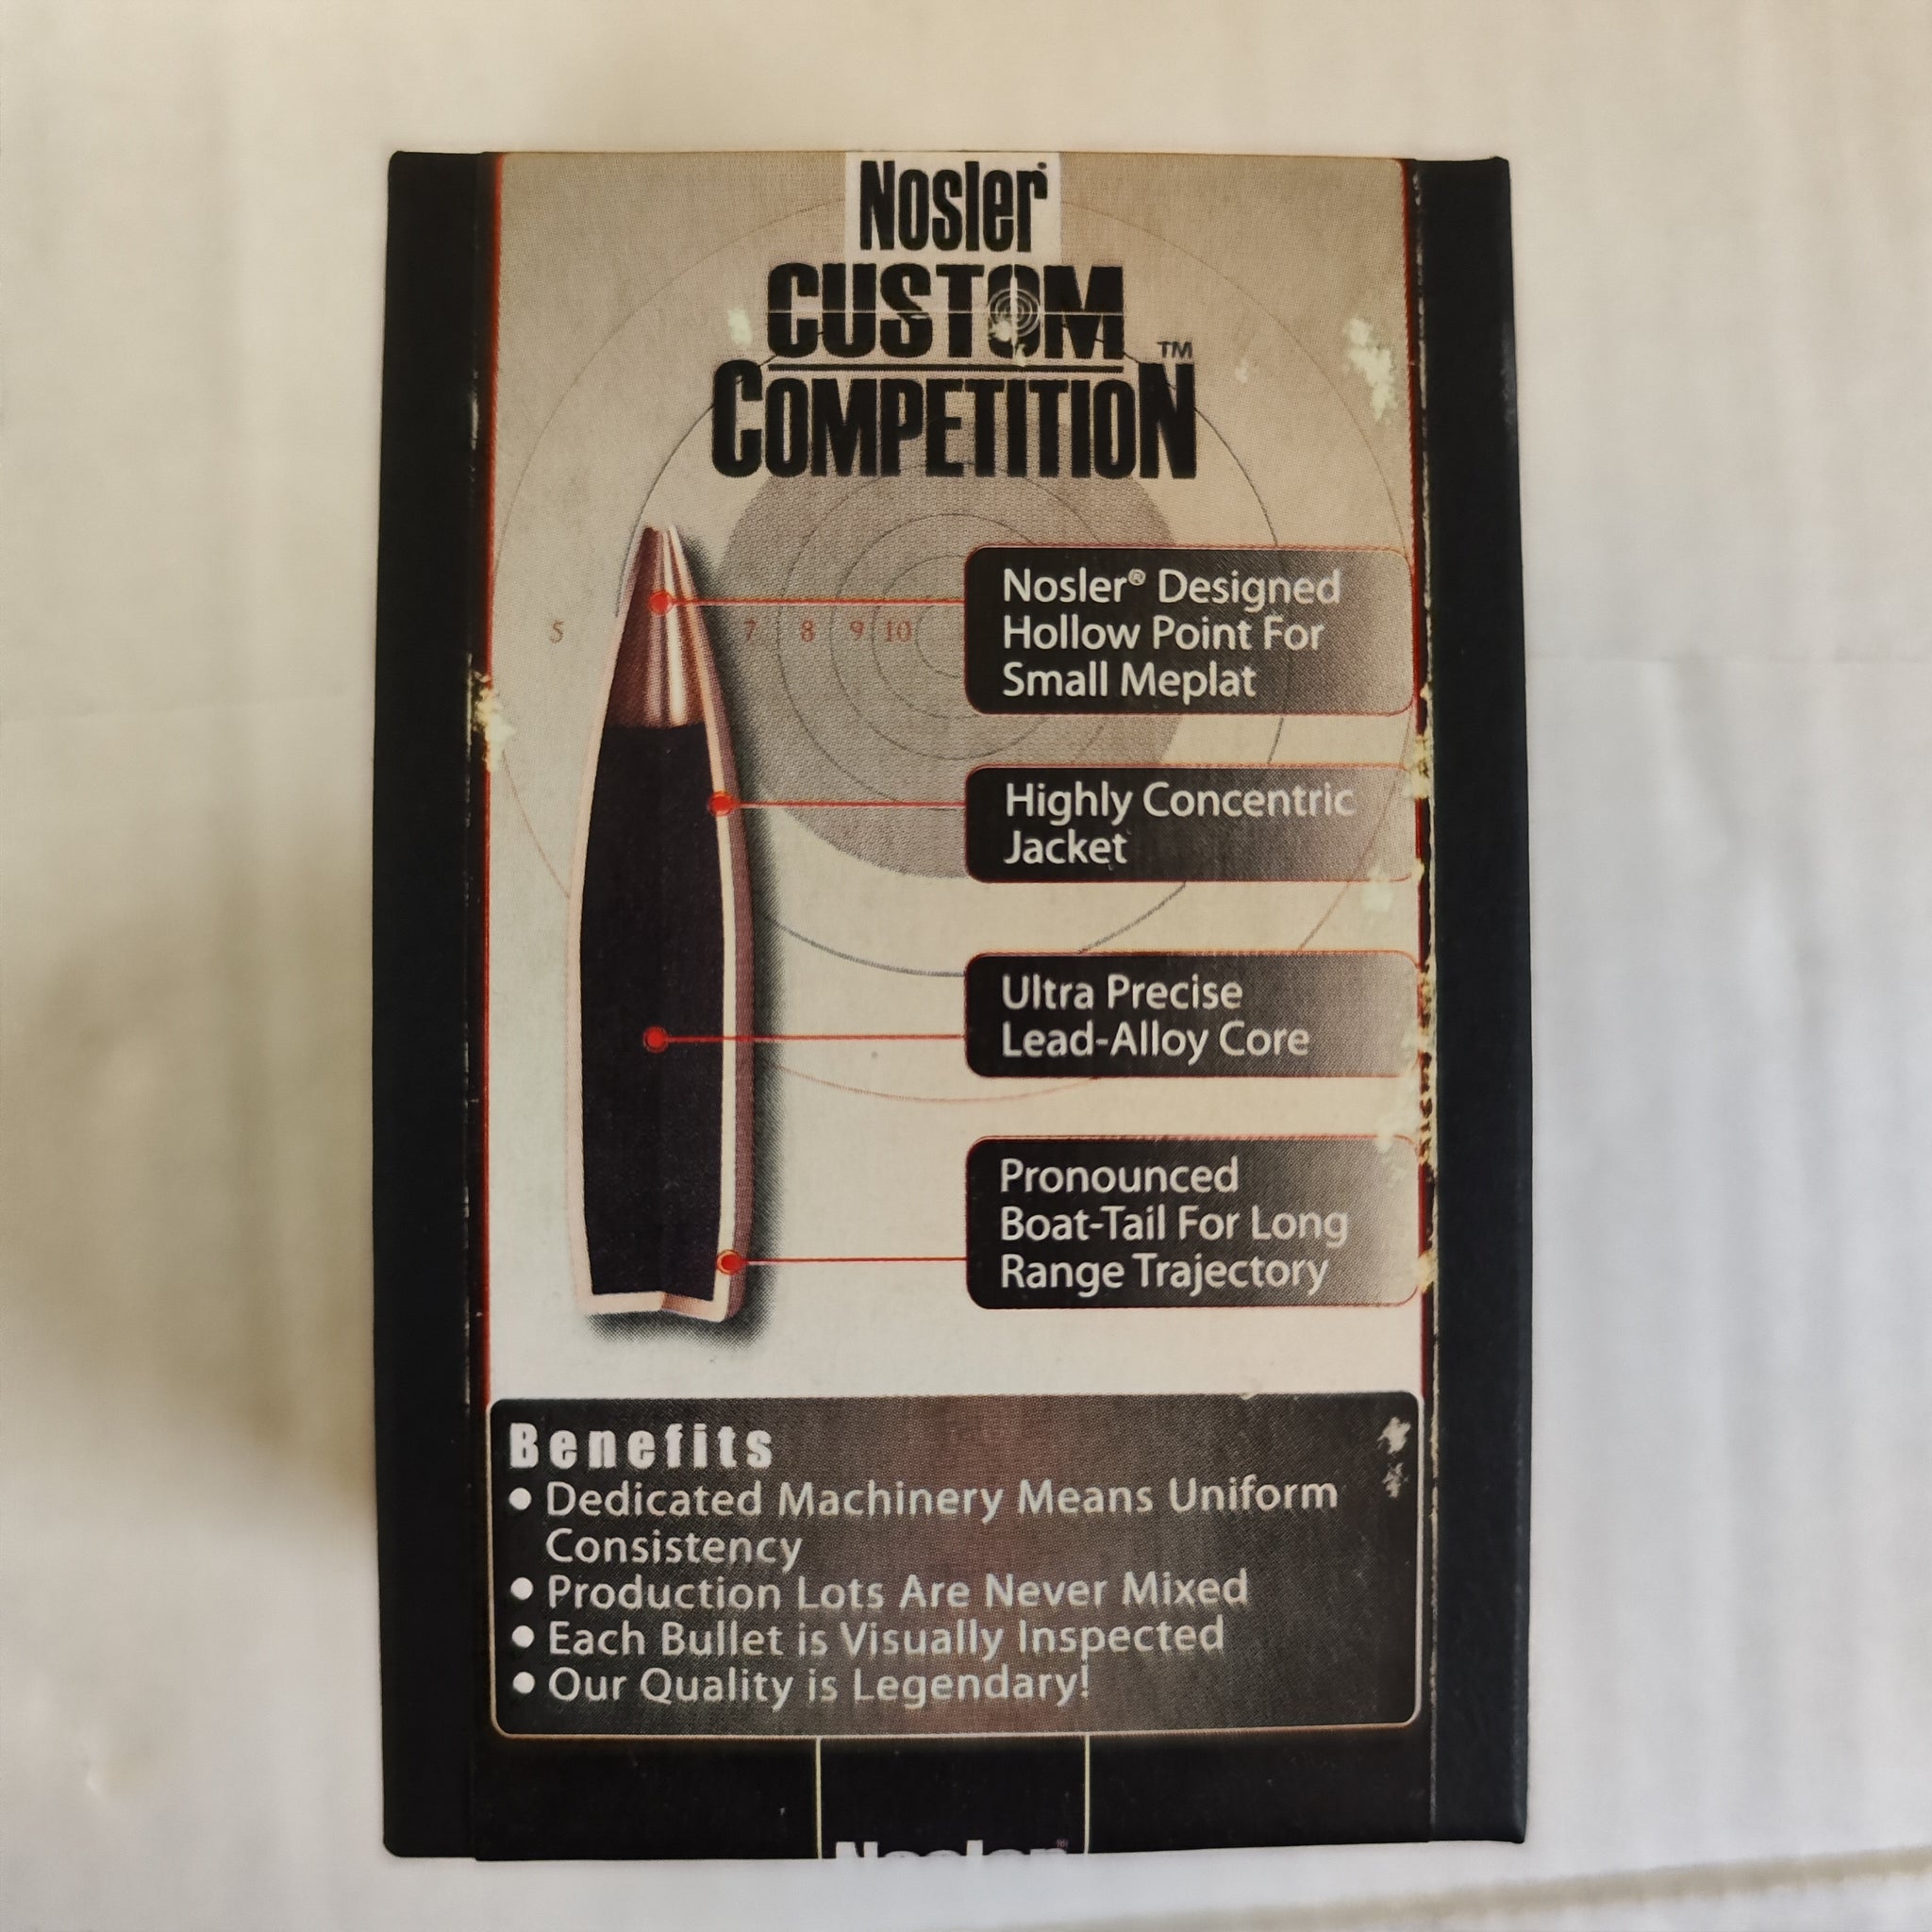 Nosler®
CUSTOM
COMPETITION™
5 7 8 9 10
Nosler® Designed
Hollow Point For
Small Meplat
Highly Concentric
Jacket
Ultra Precise
Lead-Alloy Core
Pronounced
Boat-Tail For Long
Range Trajectory
Benefits
● Dedicated Machinery Means Uniform
Consistency
● Production Lots Are Never Mixed
● Each Bullet is Visually Inspected
● Our Quality is Legendary!
Nosler®